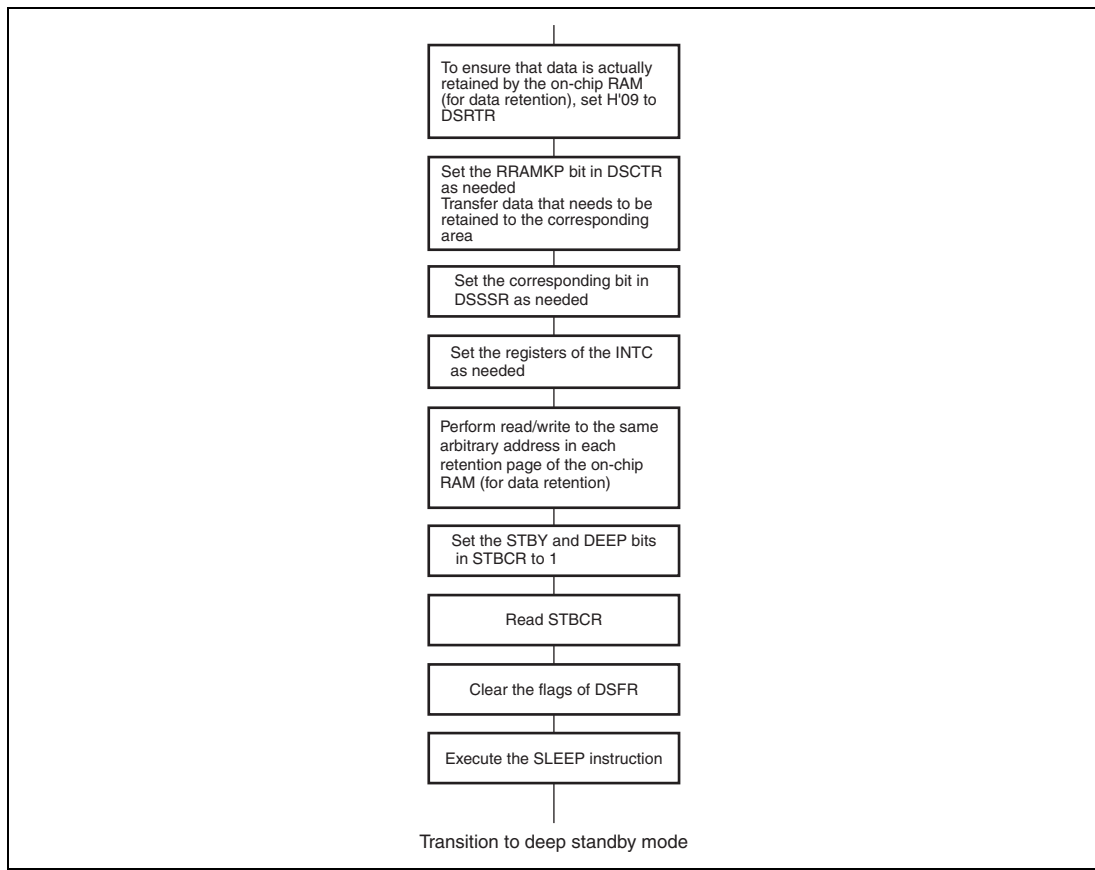 To ensure that data is actually
retained by the on-chip RAM
(for data retention), set H'09 to
DSRTR
Set the RRAMKP bit in DSCTR
as needed
Transfer data that needs to be
retained to the corresponding
area
Set the corresponding bit in
DSSSR as needed
Set the registers of the INTC
as needed
Perform read/write to the same
arbitrary address in each
retention page of the on-chip
RAM (for data retention)
Set the STBY and DEEP bits
in STBCR to 1
Read STBCR
Clear the flags of DSFR
Execute the SLEEP instruction
Transition to deep standby mode